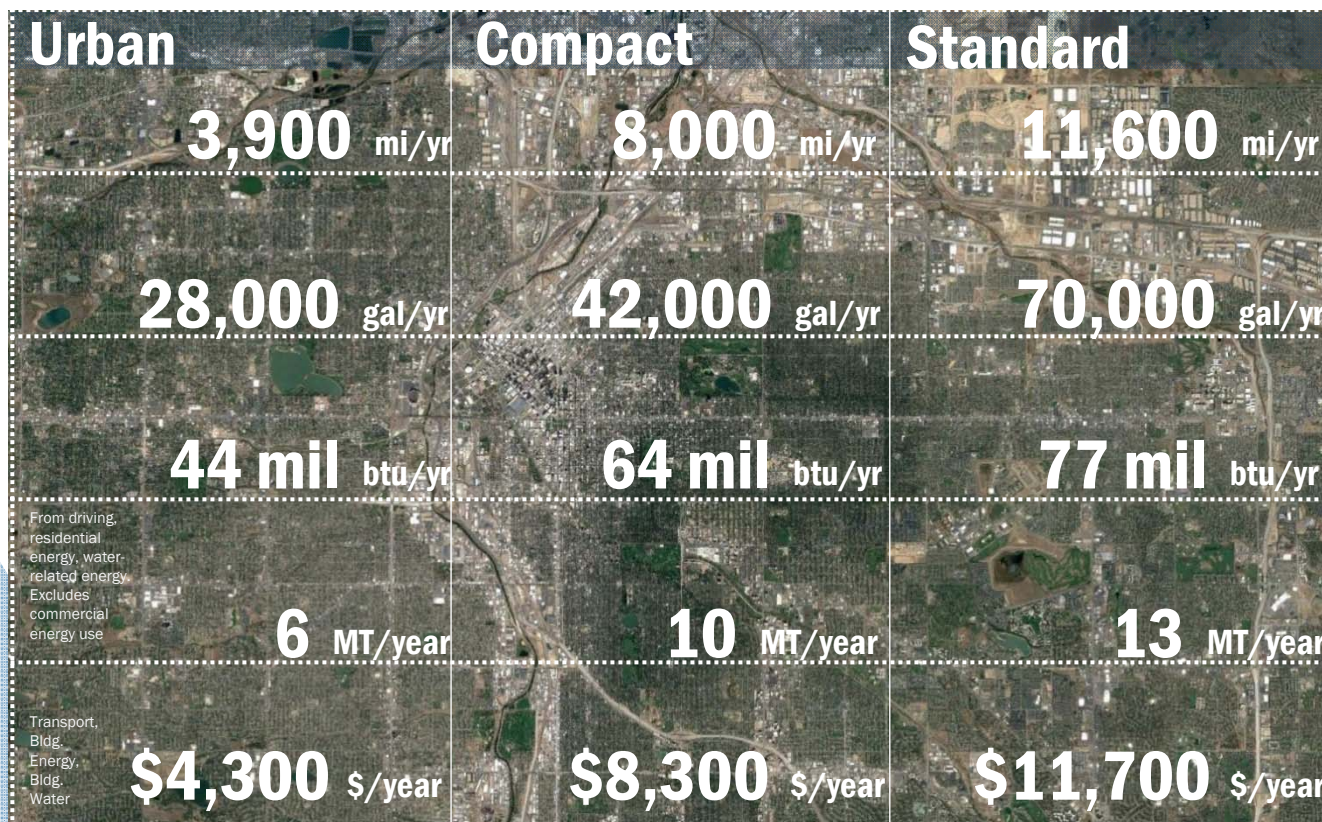 Urban Compact Standard
3,900 mi/yr 8,000 mi/yr 11,600 mi/yr
28,000 gal/yr 42,000 gal/yr 70,000 gal/yr
44 mil btu/yr 64 mil btu/yr 77 mil btu/yr
From driving,
residential
energy, water-
related energy.
Excludes
commercial
energy use
6 MT/year 10 MT/year 13 MT/year
Transport,
Bldg.
Energy,
Bldg.
Water
$4,300 $/year $8,300 $/year $11,700 $/year